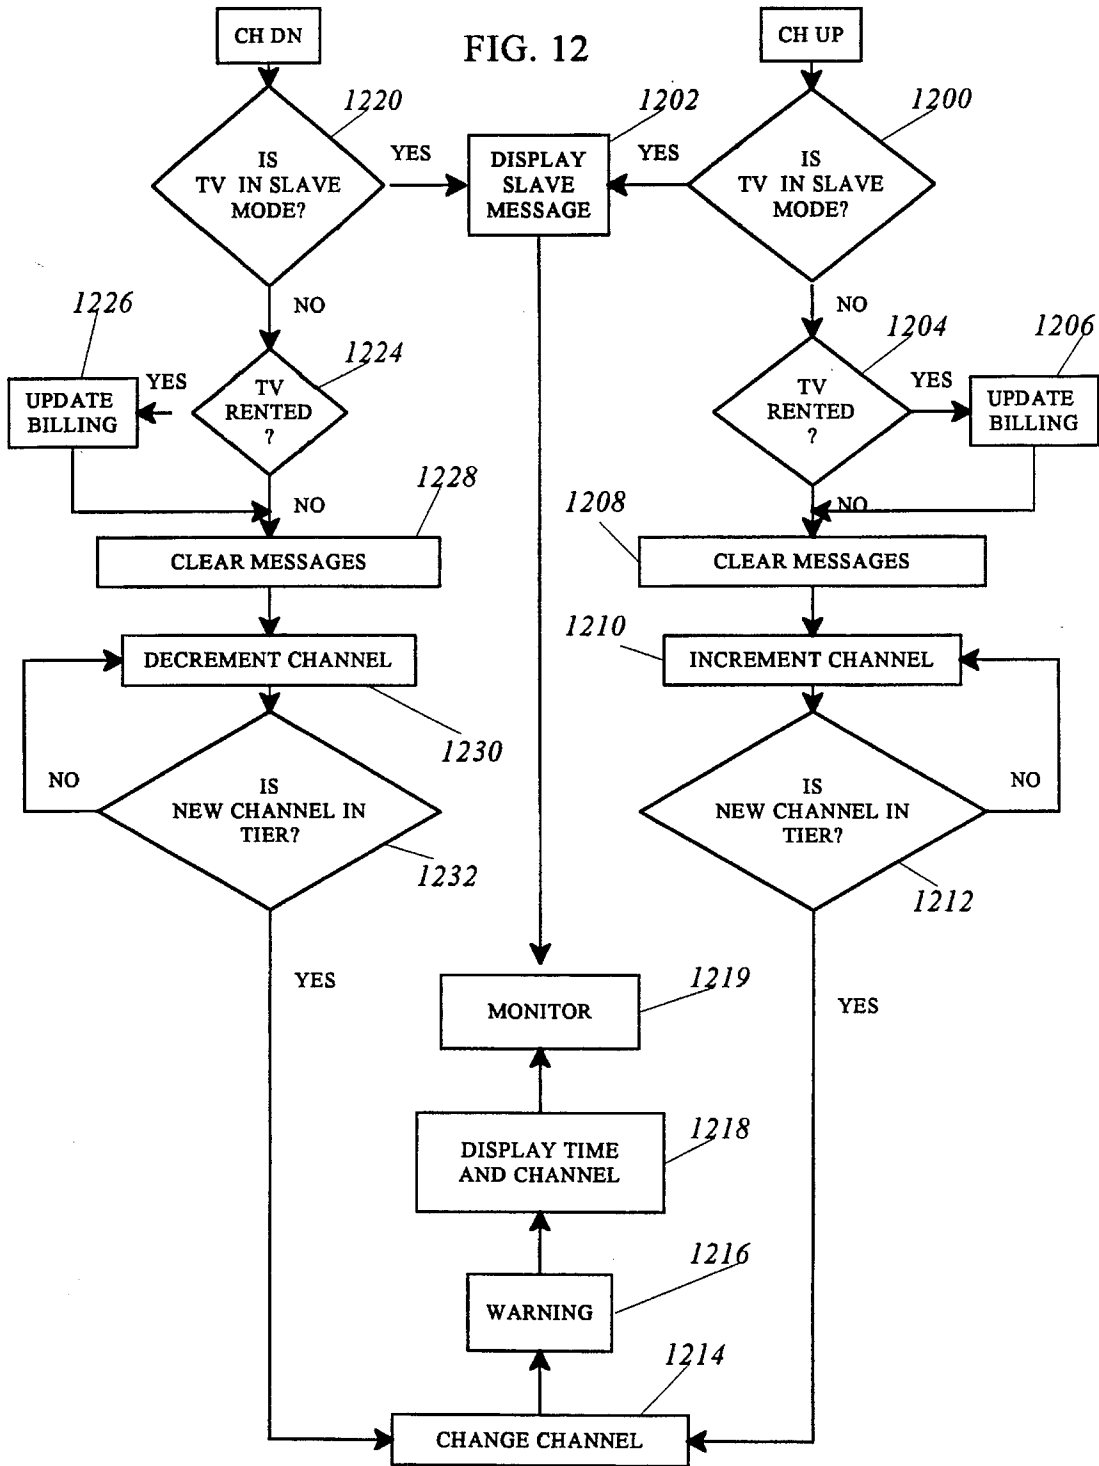 CH DN
FIG. 12
CH UP
1220
1202
1200
IS
TV IN SLAVE
MODE?
YES
DISPLAY
SLAVE
MESSAGE
YES
IS
TV IN SLAVE
MODE?
NO
NO
1226
1224
1204
1206
UPDATE
BILLING
YES
TV
RENTED
?
TV
RENTED
?
YES
UPDATE
BILLING
NO
NO
1228
1208
CLEAR MESSAGES
CLEAR MESSAGES
1210
DECREMENT CHANNEL
INCREMENT CHANNEL
1230
NO
IS
NEW CHANNEL IN
TIER?
IS
NEW CHANNEL IN
TIER?
NO
1232
1212
YES
YES
1219
MONITOR
1218
DISPLAY TIME
AND CHANNEL
1216
WARNING
1214
CHANGE CHANNEL